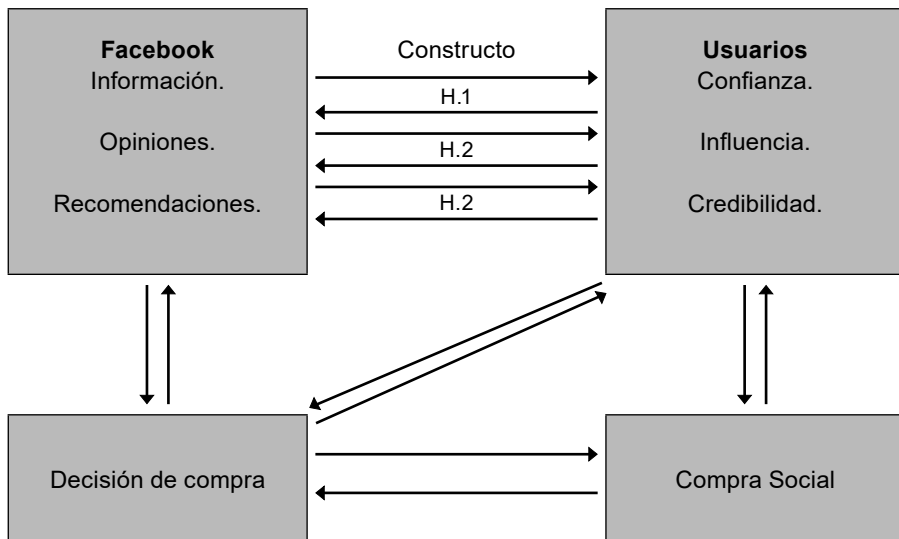 Facebook
Información.
Opiniones.
Recomendaciones.
Constructo
H.1
H.2
H.2
Usuarios
Confianza.
Influencia.
Credibilidad.
Decisión de compra
Compra Social